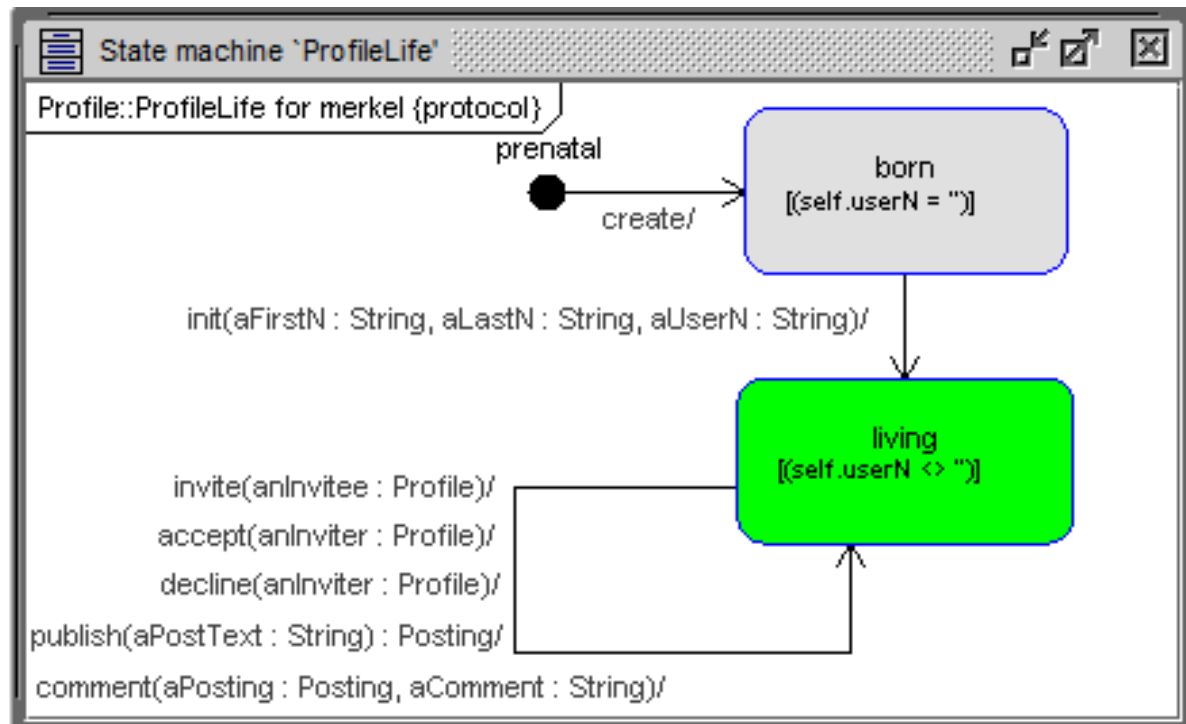 State machine `ProfileLife'
Profile::ProfileLife for merkel {protocol}
prenatal
create/
born
[(self.userN = '')]
init(aFirstN : String, aLastN : String, aUserN : String)/
living
[(self.userN <> '')]
invite(anInvitee : Profile)/
accept(anInviter : Profile)/
decline(anInviter : Profile)/
publish(aPostText : String) : Posting/
comment(aPosting : Posting, aComment : String)/